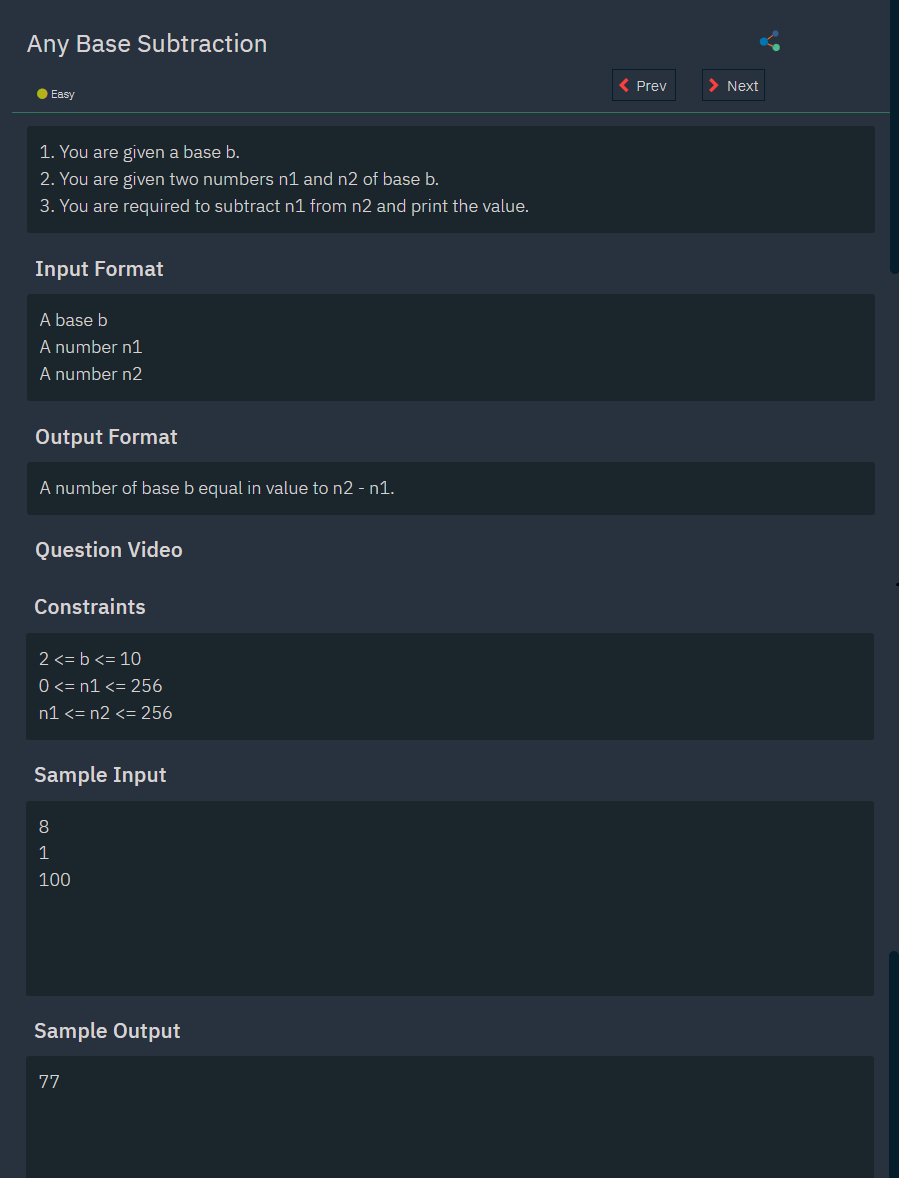 Any Base Subtraction
Easy
Prev
Next
1. You are given a base b.
2. You are given two numbers n1 and n2 of base b.
3. You are required to subtract n1 from n2 and print the value.
Input Format
A base b
A number n1
A number n2
Output Format
A number of base b equal in value to n2 - n1.
Question Video
Constraints
2 <= b <= 10
0 <= n1 <= 256
n1 <= n2 <= 256
Sample Input
8
1
100
Sample Output
77